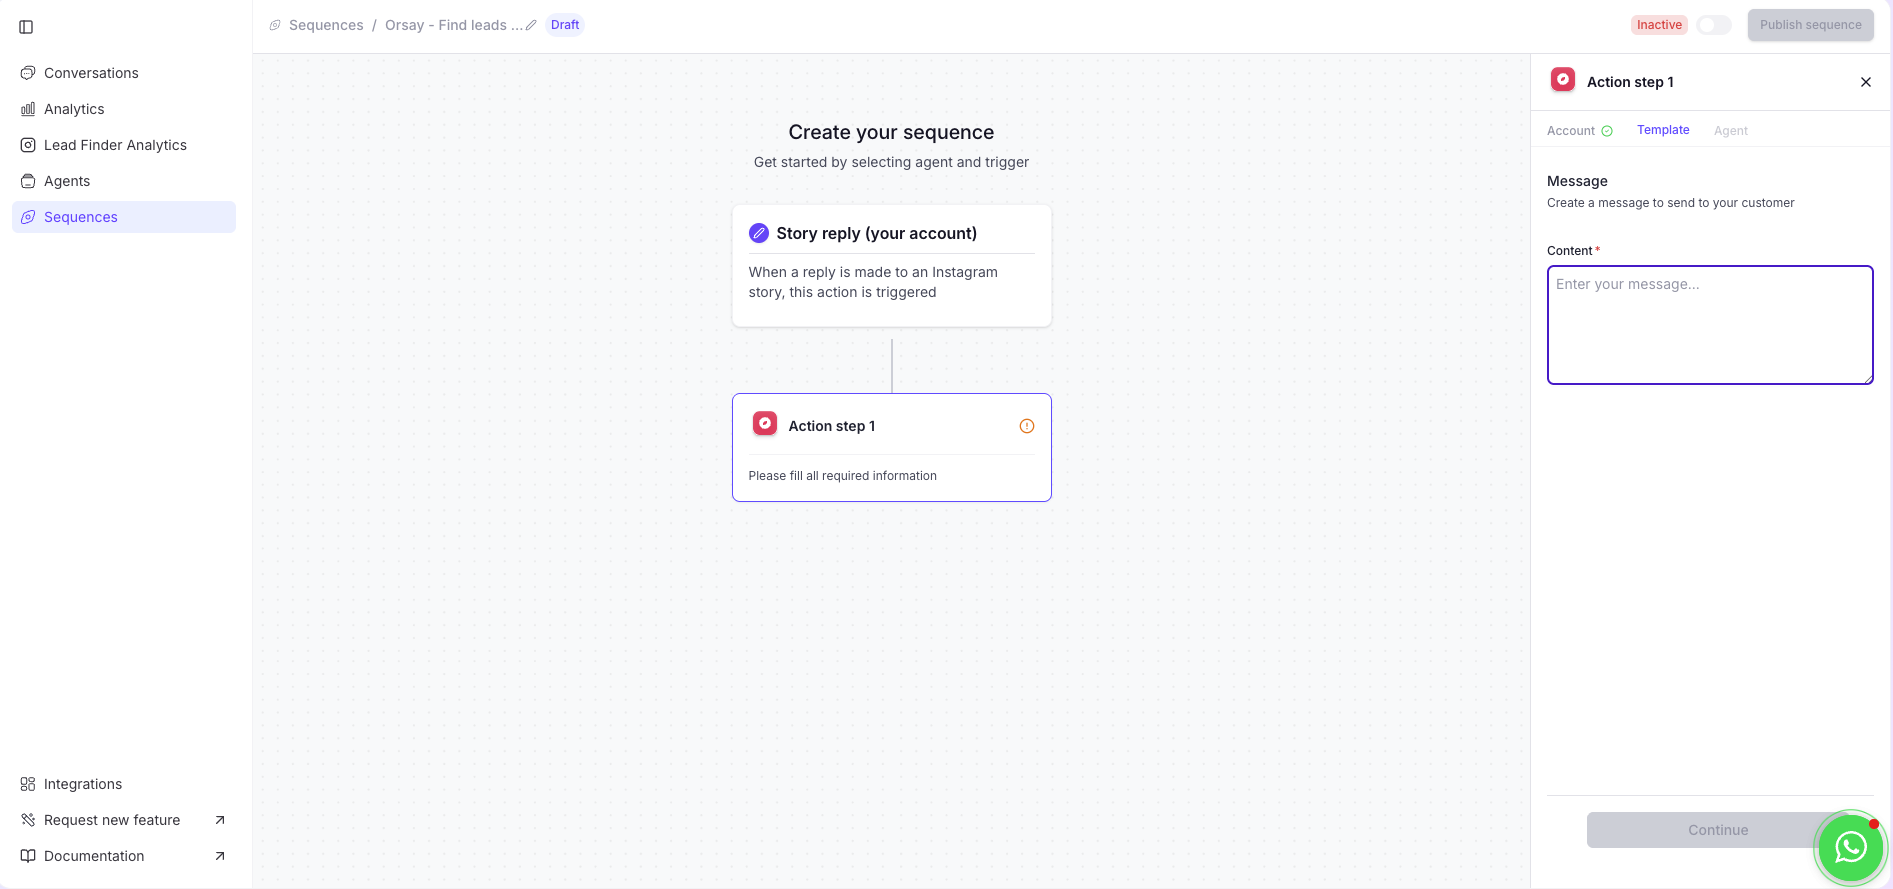 Sequences / Orsay - Find leads ... Draft
Inactive
Publish sequence
Conversations
Analytics
Lead Finder Analytics
Agents
Sequences
Integrations
Request new feature
Documentation
Create your sequence
Get started by selecting agent and trigger
Story reply (your account)
When a reply is made to an Instagram
story, this action is triggered
Action step 1
Please fill all required information
Action step 1
Account
Template
Agent
Message
Create a message to send to your customer
Content *
Enter your message...
Continue